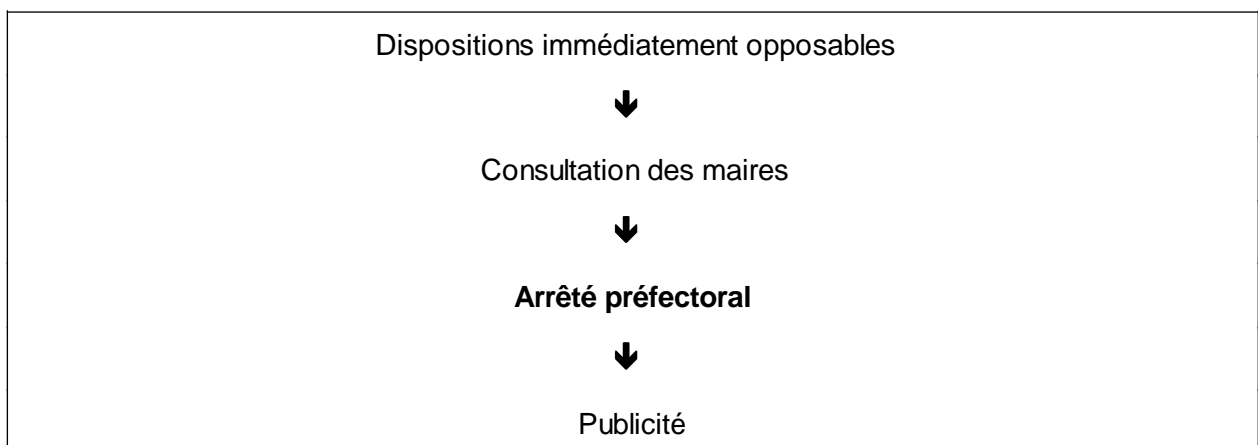 Dispositions immédiatement opposables
Consultation des maires
Arrêté préfectoral
Publicité